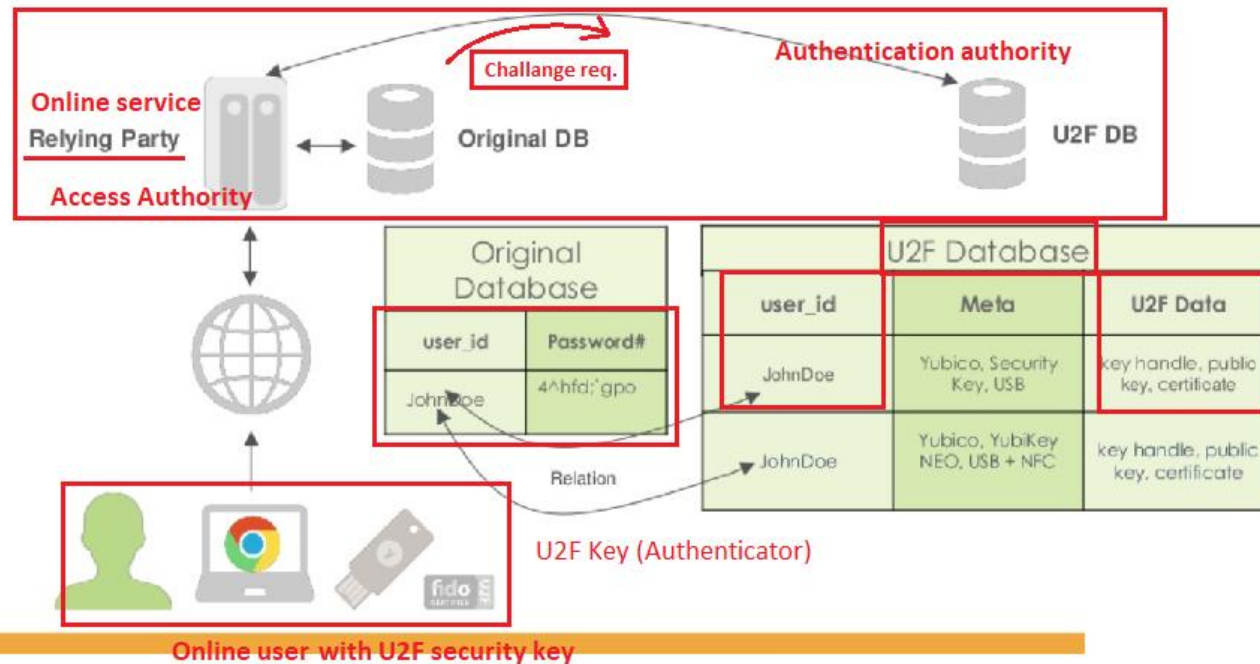 Challange req.
Authentication authority
Online service
Relying Party
Original DB
U2F DB
Access Authority
Original
Database
user_id
Password#
JohnDoe
4^hfd;`gpo
U2F Database
user_id
Meta
U2F Data
JohnDoe
Yubico, Security
Key, USB
key handle, public
key, certificate
JohnDoe
Yubico, YubiKey
NEO, USB + NFC
key handle, public
key, certificate
Relation
U2F Key (Authenticator)
fido
U2F
Online user with U2F security key